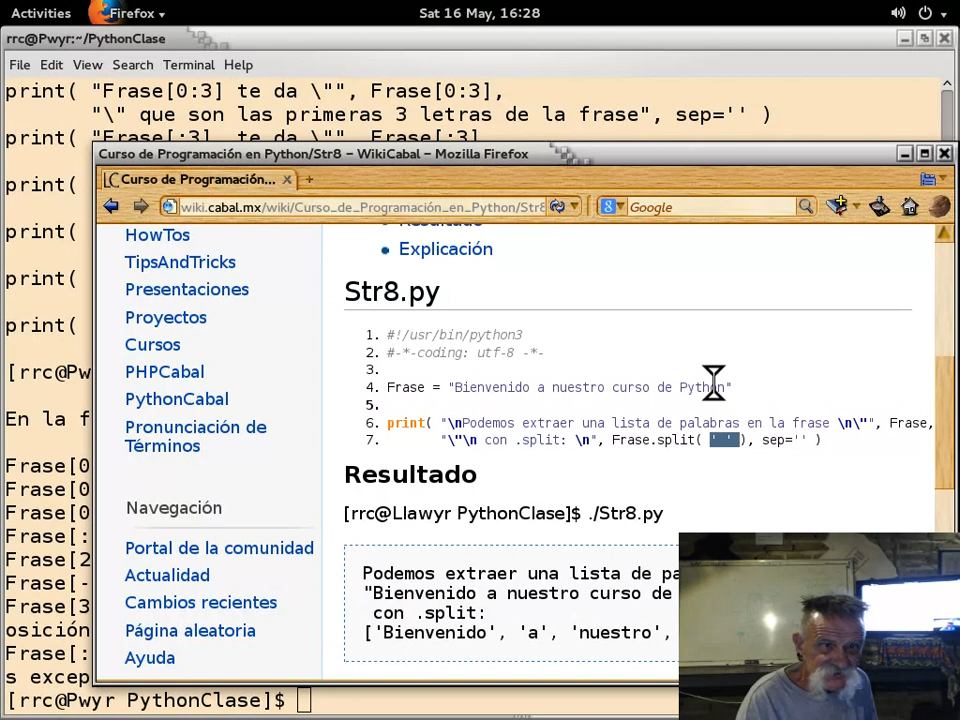 Activities
Firefox
Sat 16 May, 16:28
rrc@Pwyr:~/PythonClase
File Edit View Search Terminal Help
print( "Frase[0:3] te da \"", Frase[0:3],
"\" que son las primeras 3 letras de la frase", sep='' )
print( "Frase[:3] te da \"", Frase[:3],
print(
print(
print(
print(
[rrc@Pw
En la f
Frase[0
Frase[0
Frase[0
Frase[:
Frase[2
Frase[-
Frase[3
osición
Frase[:
s excep
[rrc@Pwyr PythonClase]$
Curso de Programación en Python/Str8 – WikiCabal – Mozilla Firefox
Curso de Programación...
wiki.cabal.mx/wiki/Curso_de_Programación_en_Python/Str8
Google
HowTos
TipsAndTricks
Presentaciones
Proyectos
Cursos
PHPCabal
PythonCabal
Pronunciación de
Términos
Navegación
Portal de la comunidad
Actualidad
Cambios recientes
Página aleatoria
Ayuda
Resultado
Explicación
Str8.py
1. #!/usr/bin/python3
2. #-*-coding: utf-8 -*-
3.
4. Frase = "Bienvenido a nuestro curso de Python"
5.
6. print( "\nPodemos extraer una lista de palabras en la frase \n\"", Frase,
7. "\"\n con .split: \n", Frase.split( ' ' ), sep='' )
Resultado
[rrc@Llawyr PythonClase]$ ./Str8.py
Podemos extraer una lista de pa
"Bienvenido a nuestro curso de
con .split:
['Bienvenido', 'a', 'nuestro',